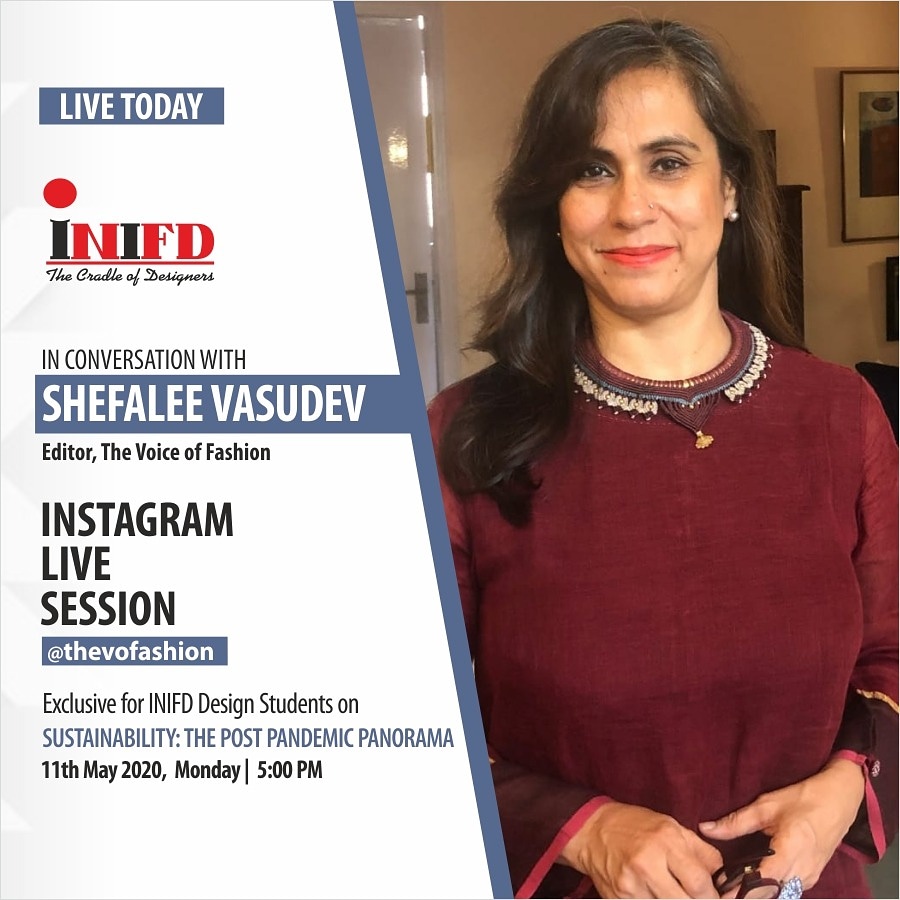 LIVE TODAY
INIFD
The Cradle of Designers
IN CONVERSATION WITH
SHEFALEE VASUDEV
Editor, The Voice of Fashion
INSTAGRAM
LIVE
SESSION
@thevofashion
Exclusive for INIFD Design Students on
SUSTAINABILITY: THE POST PANDEMIC PANORAMA
11th May 2020, Monday | 5:00 PM